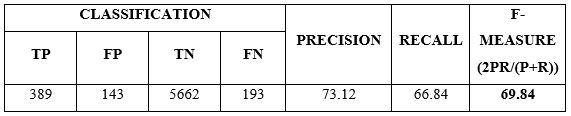 CLASSIFICATION
PRECISION
RECALL
F-
MEASURE
(2PR/(P+R))
TP FP TN FN
389 143 5662 193 73.12 66.84 69.84